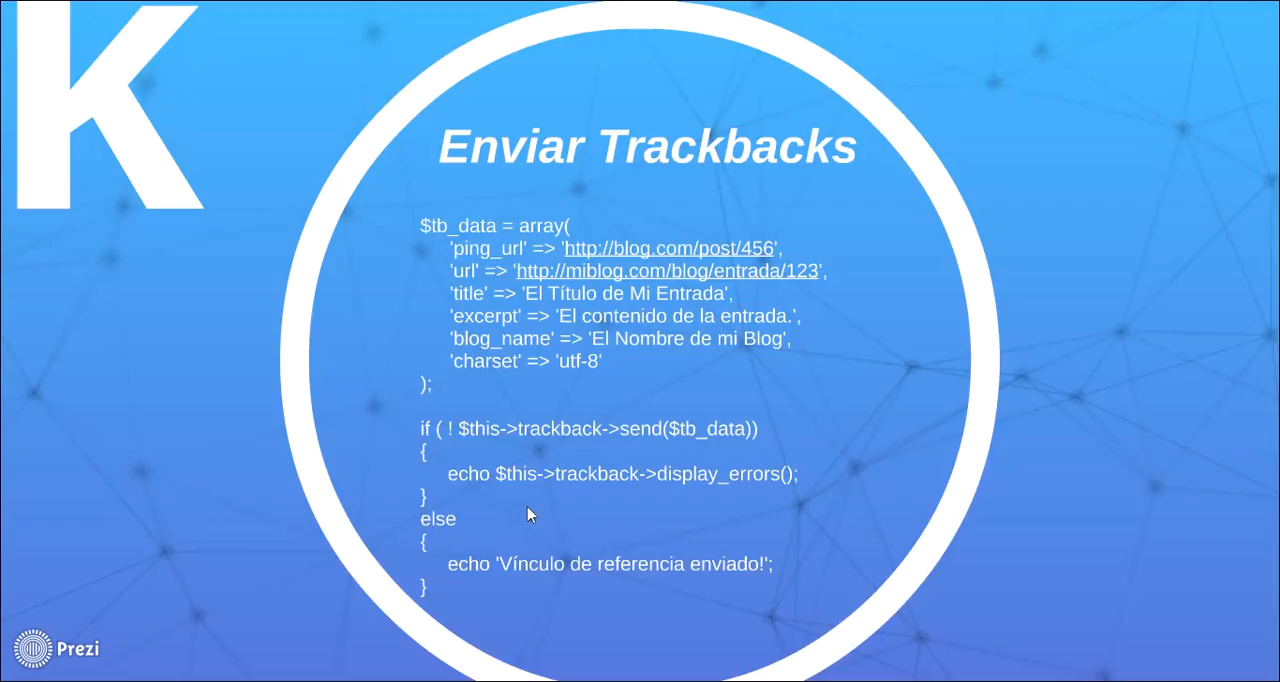 K
Enviar Trackbacks
$tb_data = array(
'ping_url' => 'http://blog.com/post/456',
'url' => 'http://miblog.com/blog/entrada/123',
'title' => 'El Título de Mi Entrada',
'excerpt' => 'El contenido de la entrada.',
'blog_name' => 'El Nombre de mi Blog',
'charset' => 'utf-8'
);
if ( ! $this->trackback->send($tb_data))
{
echo $this->trackback->display_errors();
}
else
{
echo 'Vínculo de referencia enviado!';
}
Prezi